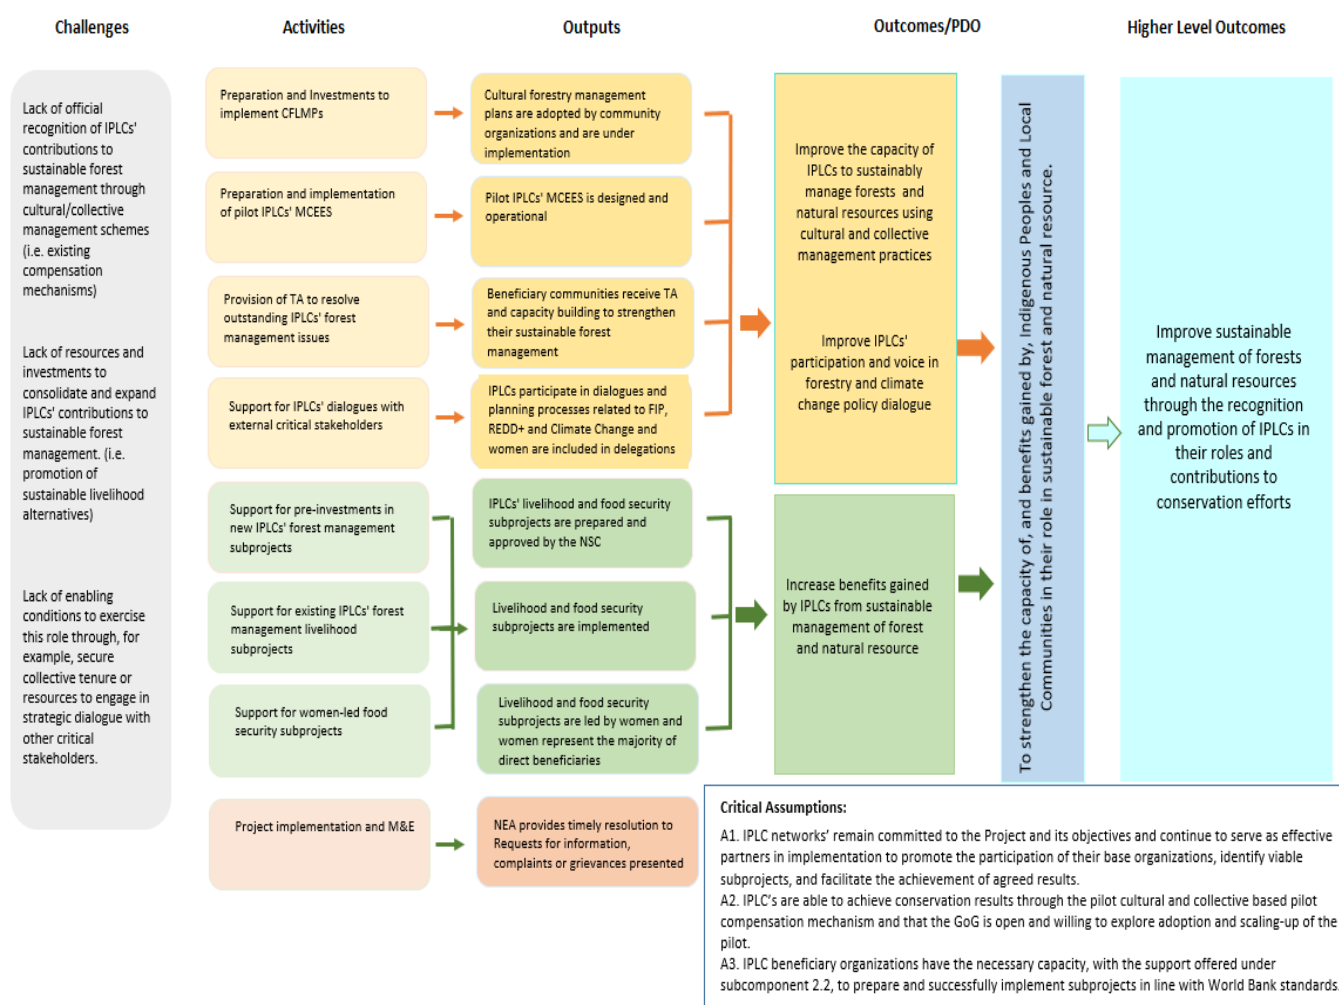 Challenges
Activities
Outputs
Outcomes/PDO
Higher Level Outcomes
Lack of official
recognition of IPLCs'
contributions to
sustainable forest
management through
cultural/collective
management schemes
(i.e. existing
compensation
mechanisms)
Lack of resources and
investments to
consolidate and expand
IPLCs' contributions to
sustainable forest
management. (i.e.
promotion of
sustainable livelihood
alternatives)
Lack of enabling
conditions to exercise
this role through, for
example, secure
collective tenure or
resources to engage in
strategic dialogue with
other critical
stakeholders.
Preparation and Investments to
implement CFLMPs
Preparation and implementation
of pilot IPLCs' MCEES
Provision of TA to resolve
outstanding IPLCs' forest
management issues
Support for IPLCs' dialogues with
external critical stakeholders
Support for pre-investments in
new IPLCs' forest management
subprojects
Support for existing IPLCs' forest
management livelihood
subprojects
Support for women-led food
security subprojects
Project implementation and M&E
Cultural forestry management
plans are adopted by community
organizations and are under
implementation
Pilot IPLCs' MCEES is designed and
operational
Beneficiary communities receive TA
and capacity building to strengthen
their sustainable forest
management
IPLCs participate in dialogues and
planning processes related to FIP,
REDD+ and Climate Change and
women are included in delegations
IPLCs' livelihood and food security
subprojects are prepared and
approved by the NSC
Livelihood and food security
subprojects are implemented
Livelihood and food security
subprojects are led by women and
women represent the majority of
direct beneficiaries
NEA provides timely resolution to
Requests for information,
complaints or grievances presented
Improve the capacity of
IPLCs to sustainably
manage forests and
natural resources using
cultural and collective
management practices
Improve IPLCs'
participation and voice in
forestry and climate
change policy dialogue
Increase benefits gained
by IPLCs from sustainable
management of forest
and natural resource
To strengthen the capacity of, and benefits gained by, Indigenous Peoples and Local
Communities in their role in sustainable forest and natural resource.
Improve sustainable
management of forests
and natural resources
through the recognition
and promotion of IPLCs in
their roles and
contributions to
conservation efforts
Critical Assumptions:
A1. IPLC networks' remain committed to the Project and its objectives and continue to serve as effective
partners in implementation to promote the participation of their base organizations, identify viable
subprojects, and facilitate the achievement of agreed results.
A2. IPLC's are able to achieve conservation results through the pilot cultural and collective based pilot
compensation mechanism and that the GoG is open and willing to explore adoption and scaling-up of the
pilot.
A3. IPLC beneficiary organizations have the necessary capacity, with the support offered under
subcomponent 2.2, to prepare and successfully implement subprojects in line with World Bank standards.